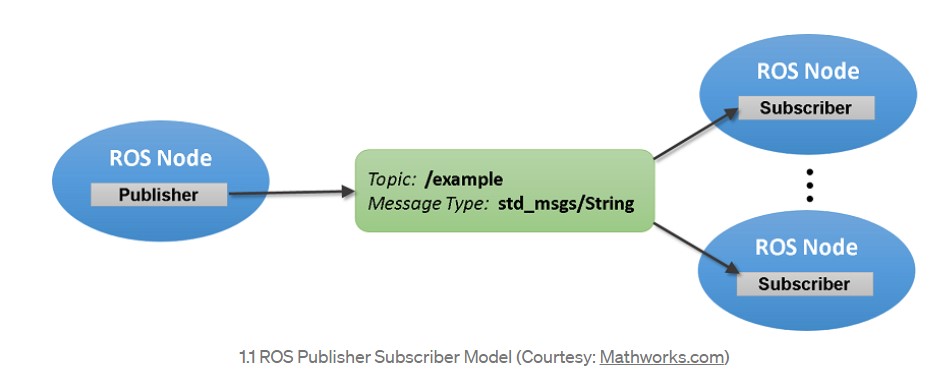 ROS Node
Publisher
Topic: /example
Message Type: std_msgs/String
ROS Node
Subscriber
ROS Node
Subscriber
1.1 ROS Publisher Subscriber Model (Courtesy: Mathworks.com)